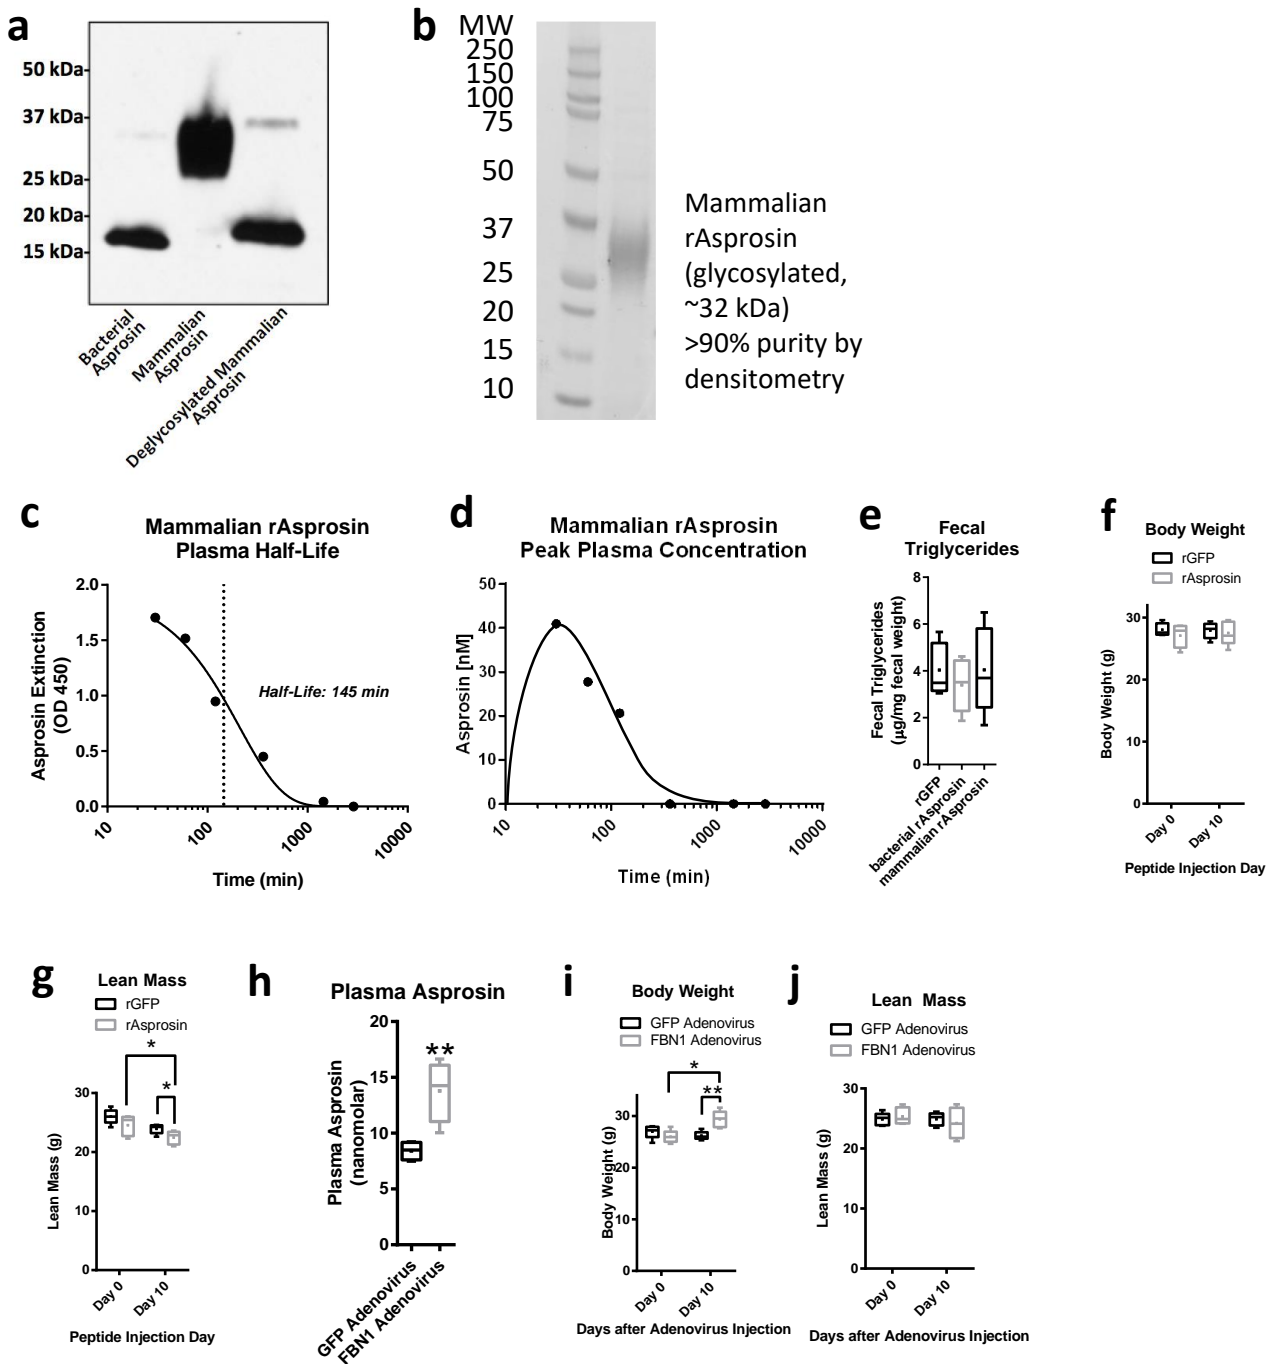 a
50 kDa
37 kDa
25 kDa
20 kDa
15 kDa
Bacterial
Asprosin
Mammalian
Asprosin
Deglycosylated Mammalian
Asprosin
b
MW
250
150
100
75
50
37
25
20
15
10
Mammalian
rAsprosin
(glycosylated,
~32 kDa)
>90% purity by
densitometry
c
Mammalian rAsprosin
Plasma Half-Life
Asprosin Extinction
(OD 450)
2.0
1.5
1.0
0.5
0.0
Half-Life: 145 min
10
100
1000
10000
Time (min)
d
Mammalian rAsprosin
Peak Plasma Concentration
Asprosin [nM]
50
40
30
20
10
0
10
100
1000
10000
Time (min)
e
Fecal
Triglycerides
Fecal Triglycerides
(µg/mg fecal weight)
8
6
4
2
0
rGFP
bacterial rAsprosin
mammalian rAsprosin
f
Body Weight
rGFP
rAsprosin
Body Weight (g)
30
20
10
0
Day 0
Day 10
Peptide Injection Day
g
Lean Mass
rGFP
rAsprosin
*
*
Lean Mass (g)
30
20
10
0
Day 0
Day 10
Peptide Injection Day
h
Plasma Asprosin
**
Plasma Asprosin
(nanomolar)
20
15
10
5
0
GFP Adenovirus
FBN1 Adenovirus
i
Body Weight
GFP Adenovirus
FBN1 Adenovirus
*
**
Body Weight (g)
30
20
10
0
Day 0
Day 10
Days after Adenovirus Injection
j
Lean Mass
GFP Adenovirus
FBN1 Adenovirus
Lean Mass (g)
30
20
10
0
Day 0
Day 10
Days after Adenovirus Injection